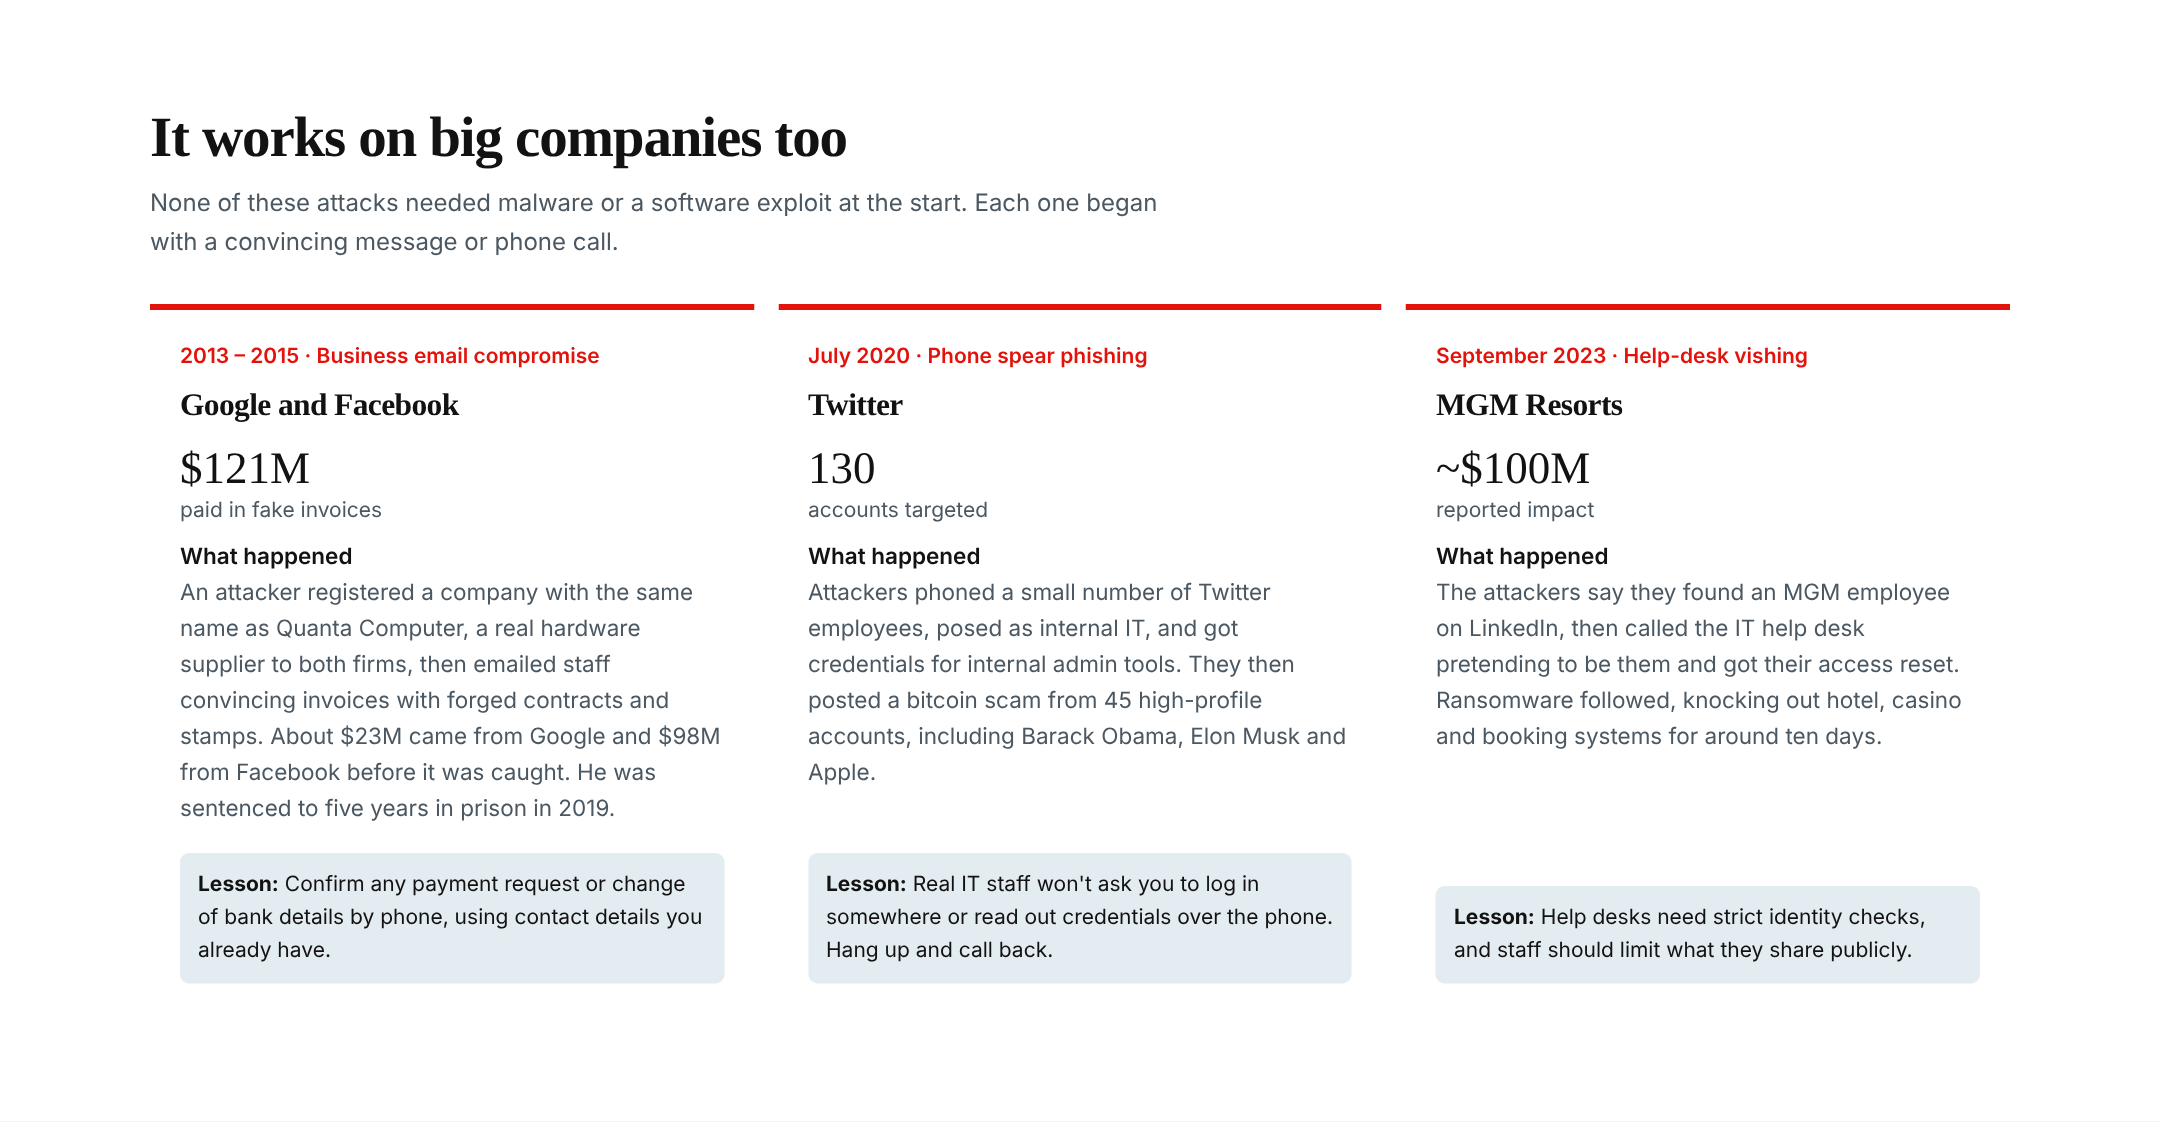 It works on big companies too
None of these attacks needed malware or a software exploit at the start. Each one began
with a convincing message or phone call.
2013 – 2015 · Business email compromise
Google and Facebook
$121M
paid in fake invoices
What happened
An attacker registered a company with the same
name as Quanta Computer, a real hardware
supplier to both firms, then emailed staff
convincing invoices with forged contracts and
stamps. About $23M came from Google and $98M
from Facebook before it was caught. He was
sentenced to five years in prison in 2019.
Lesson: Confirm any payment request or change
of bank details by phone, using contact details you
already have.
July 2020 · Phone spear phishing
Twitter
130
accounts targeted
What happened
Attackers phoned a small number of Twitter
employees, posed as internal IT, and got
credentials for internal admin tools. They then
posted a bitcoin scam from 45 high-profile
accounts, including Barack Obama, Elon Musk and
Apple.
Lesson: Real IT staff won't ask you to log in
somewhere or read out credentials over the phone.
Hang up and call back.
September 2023 · Help-desk vishing
MGM Resorts
~$100M
reported impact
What happened
The attackers say they found an MGM employee
on LinkedIn, then called the IT help desk
pretending to be them and got their access reset.
Ransomware followed, knocking out hotel, casino
and booking systems for around ten days.
Lesson: Help desks need strict identity checks,
and staff should limit what they share publicly.